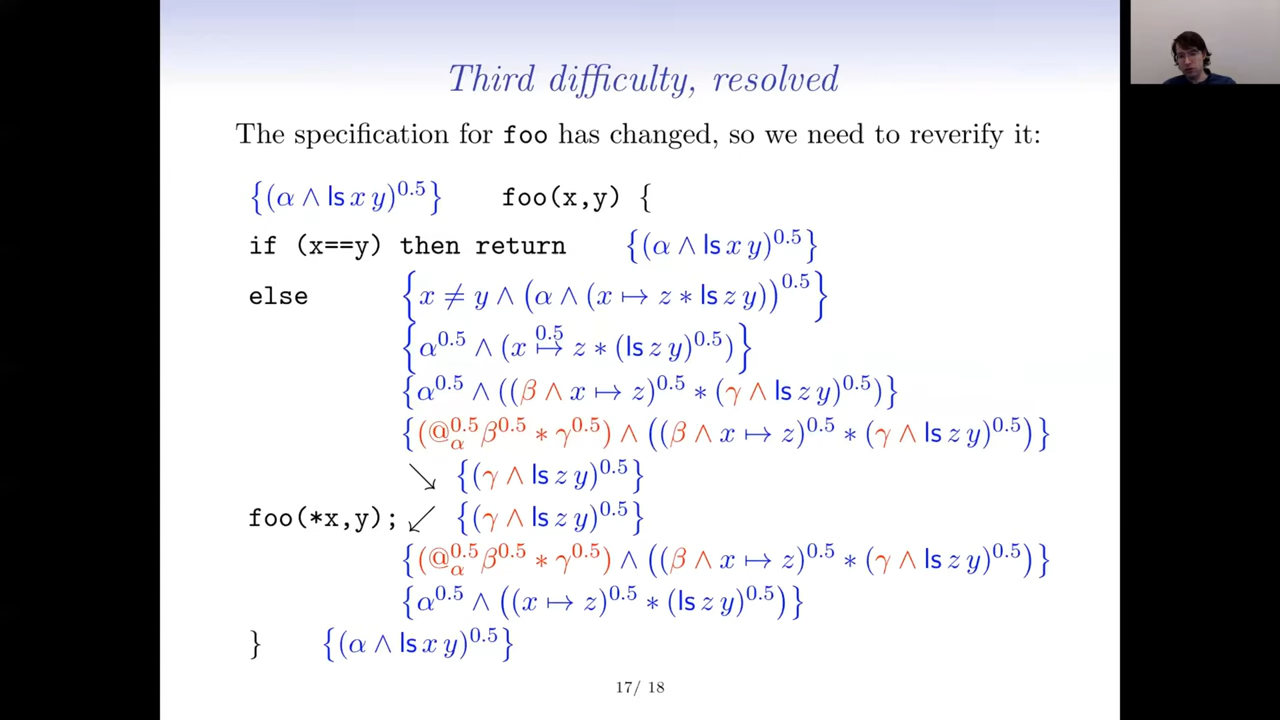 Third difficulty, resolved
The specification for foo has changed, so we need to reverify it:
{(α ∧ ls x y)^0.5} foo(x,y) {
if (x==y) then return {(α ∧ ls x y)^0.5}
else {x ≠ y ∧ (α ∧ (x ↦ z * ls z y))^0.5}
{α^0.5 ∧ (x ↦^0.5 z * (ls z y)^0.5)}
{α^0.5 ∧ ((β ∧ x ↦ z)^0.5 * (γ ∧ ls z y)^0.5)}
{(@_α^0.5 β^0.5 * γ^0.5) ∧ ((β ∧ x ↦ z)^0.5 * (γ ∧ ls z y)^0.5)}
↘ {(γ ∧ ls z y)^0.5}
foo(*x,y); ↙ {(γ ∧ ls z y)^0.5}
{(@_α^0.5 β^0.5 * γ^0.5) ∧ ((β ∧ x ↦ z)^0.5 * (γ ∧ ls z y)^0.5)}
{α^0.5 ∧ ((x ↦ z)^0.5 * (ls z y)^0.5)}
} {(α ∧ ls x y)^0.5}
17/ 18